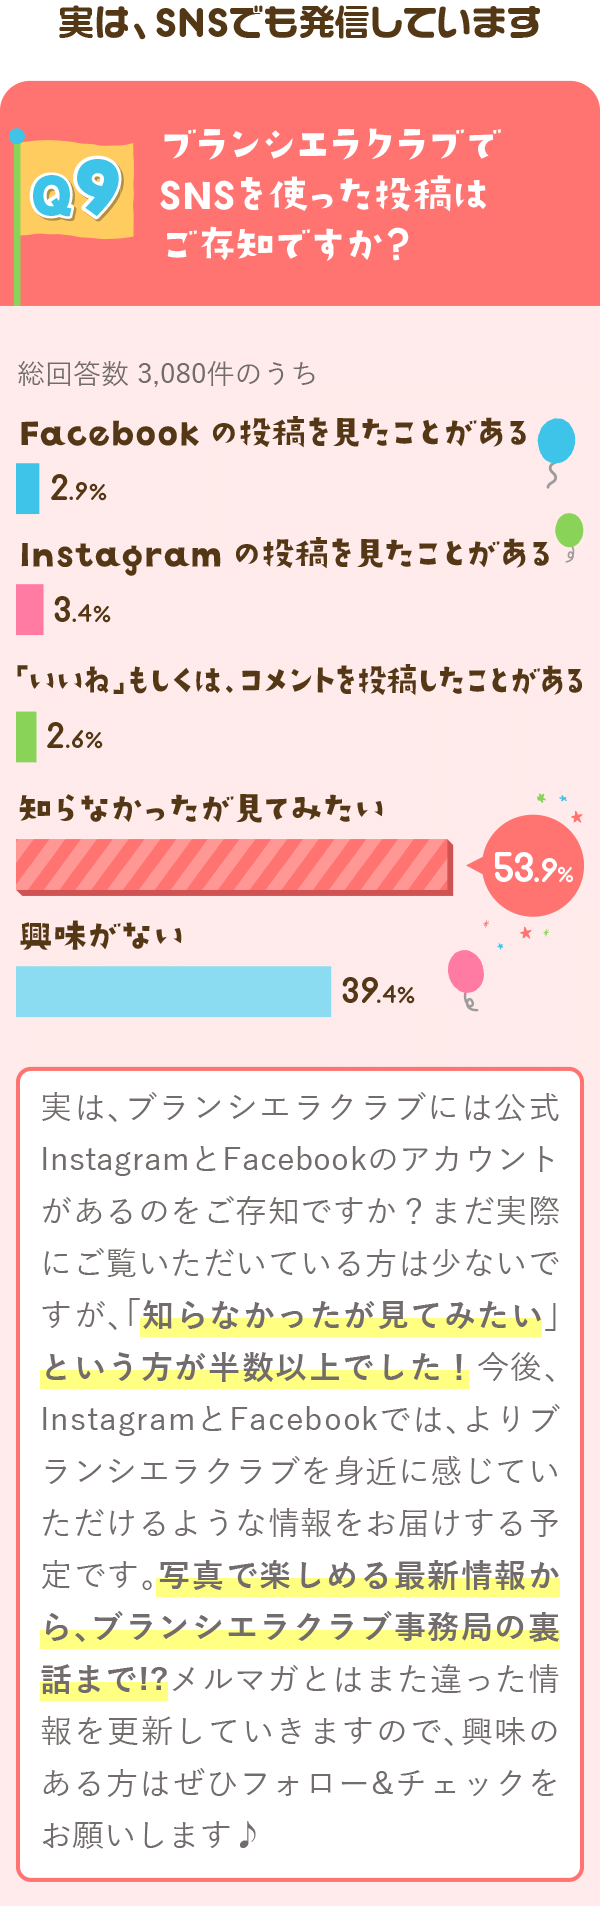 実は、SNSでも発信しています
Q9
ブランシエラクラブで
SNSを使った投稿は
ご存知ですか？
総回答数 3,080件のうち
Facebook の投稿を見たことがある
2.9%
Instagram の投稿を見たことがある
3.4%
「いいね」もしくは、コメントを投稿したことがある
2.6%
知らなかったが見てみたい
53.9%
興味がない
39.4%
実は、ブランシエラクラブには公式
InstagramとFacebookのアカウント
があるのをご存知ですか？まだ実際
にご覧いただいている方は少ないで
すが、「知らなかったが見てみたい」
という方が半数以上でした！今後、
InstagramとFacebookでは、よりブ
ランシエラクラブを身近に感じてい
ただけるような情報をお届けする予
定です。写真で楽しめる最新情報か
ら、ブランシエラクラブ事務局の裏
話まで!?メルマガとはまた違った情
報を更新していきますので、興味の
ある方はぜひフォロー&チェックを
お願いします♪